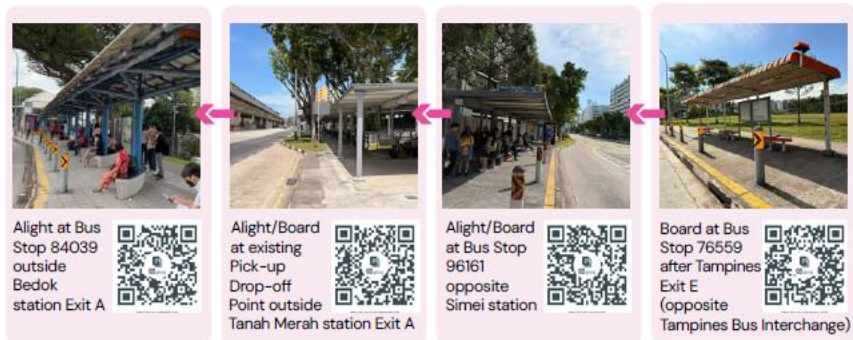 Alight at Bus
Stop 84039
outside
Bedok
station Exit A
Alight/Board
at existing
Pick-up
Drop-off
Point outside
Tanah Merah station Exit A
Alight/Board
at Bus Stop
96161
opposite
Simei station
Board at Bus
Stop 76559
after Tampines
Exit E
(opposite
Tampines Bus Interchange)